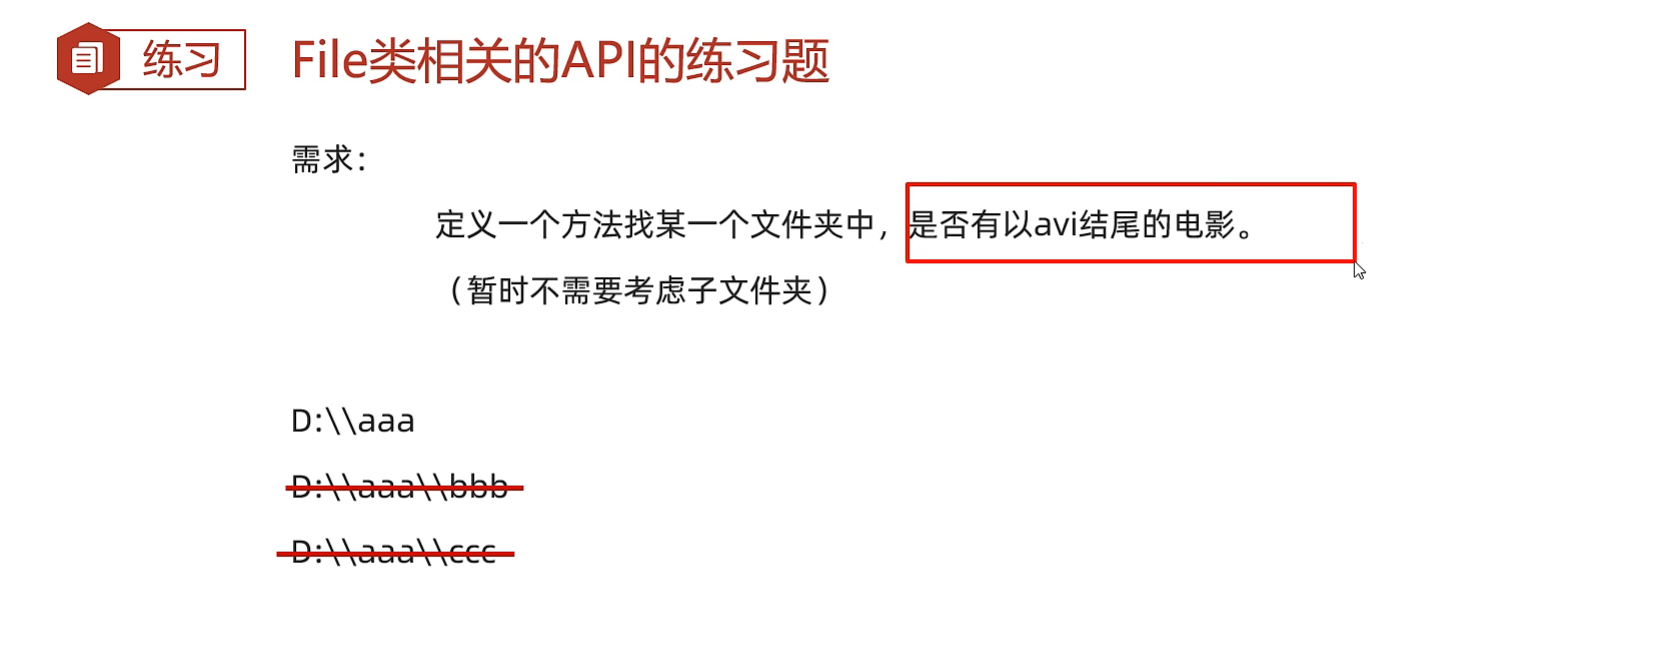 练习
File类相关的API的练习题
需求：
定义一个方法找某一个文件夹中，是否有以avi结尾的电影。
（暂时不需要考虑子文件夹）
D:\\aaa
D:\\aaa\\bbb
D:\\aaa\\ccc